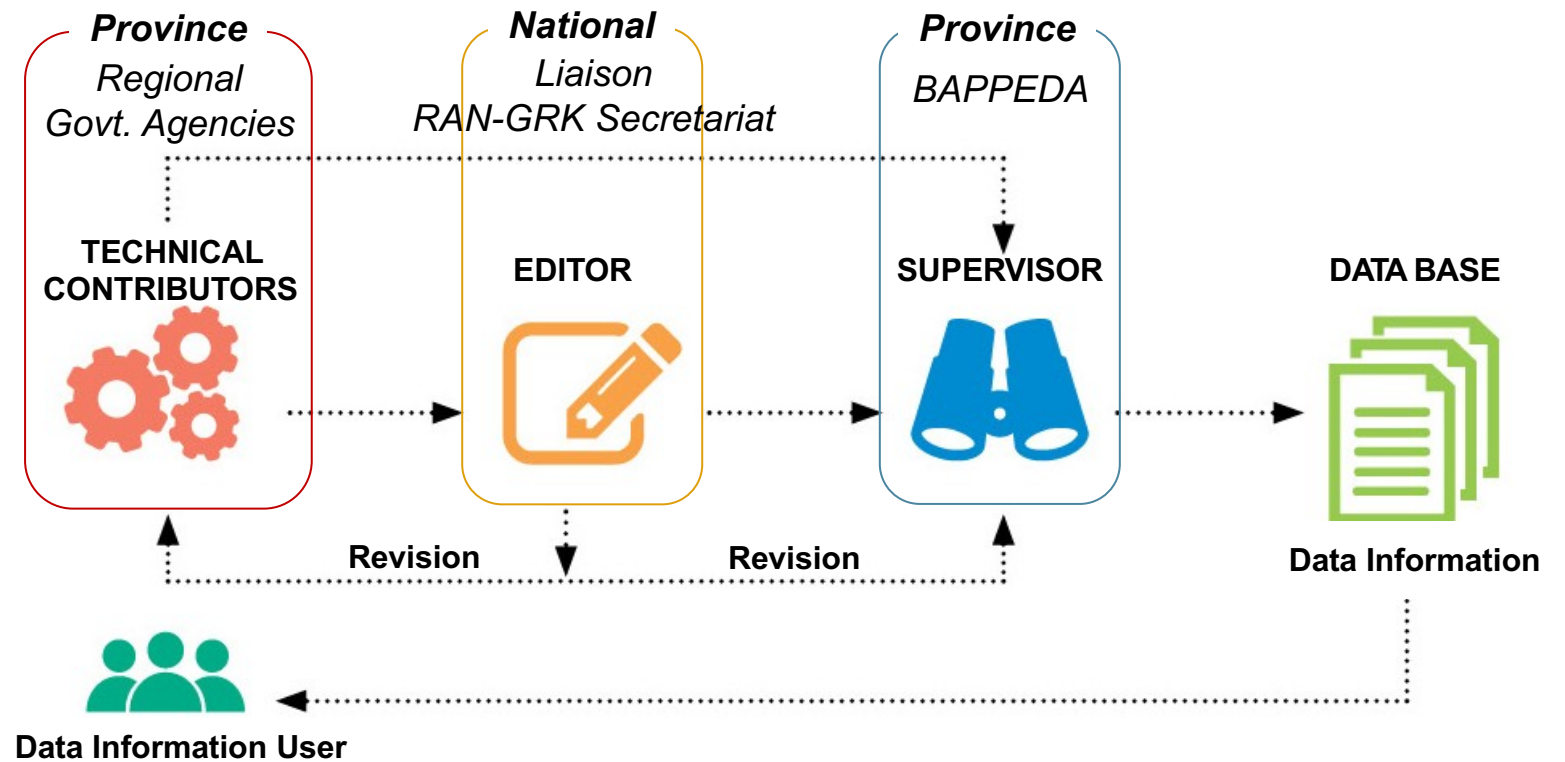 Province
Regional
Govt. Agencies
National
Liaison
RAN-GRK Secretariat
Province
BAPPEDA
TECHNICAL
CONTRIBUTORS
EDITOR
SUPERVISOR
DATA BASE
Revision
Revision
Data Information
Data Information User